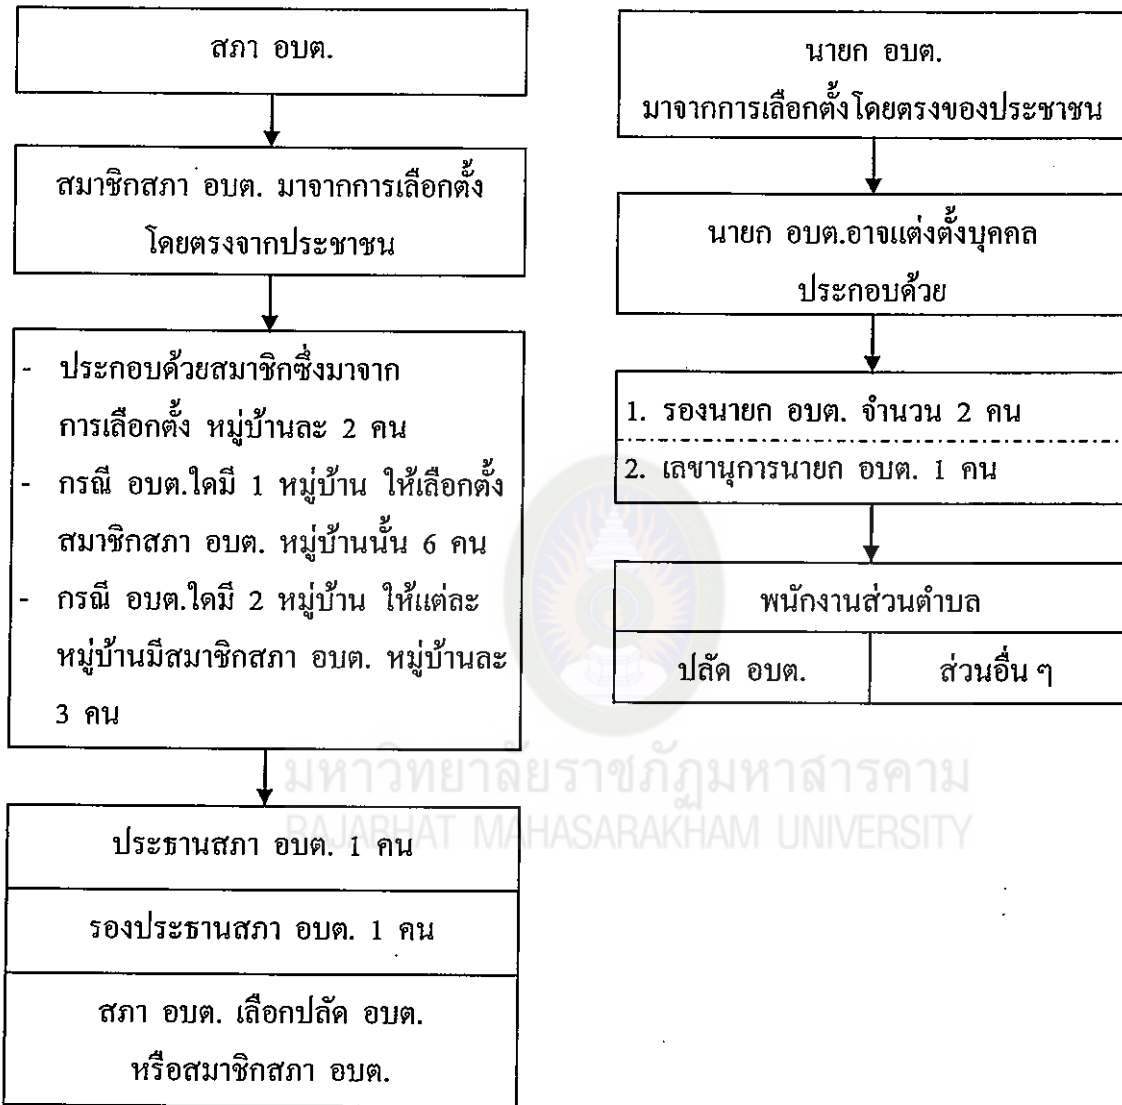 สภา อบต.
สมาชิกสภา อบต. มาจากการเลือกตั้ง
โดยตรงจากประชาชน
- ประกอบด้วยสมาชิกซึ่งมาจาก
การเลือกตั้ง หมู่บ้านละ 2 คน
- กรณี อบต.ใดมี 1 หมู่บ้าน ให้เลือกตั้ง
สมาชิกสภา อบต. หมู่บ้านนั้น 6 คน
- กรณี อบต.ใดมี 2 หมู่บ้าน ให้แต่ละ
หมู่บ้านมีสมาชิกสภา อบต. หมู่บ้านละ
3 คน
ประธานสภา อบต. 1 คน
รองประธานสภา อบต. 1 คน
สภา อบต. เลือกปลัด อบต.
หรือสมาชิกสภา อบต.
นายก อบต.
มาจากการเลือกตั้งโดยตรงของประชาชน
นายก อบต.อาจแต่งตั้งบุคคล
ประกอบด้วย
1. รองนายก อบต. จำนวน 2 คน
2. เลขานุการนายก อบต. 1 คน
พนักงานส่วนตำบล
ปลัด อบต.
ส่วนอื่น ๆ
มหาวิทยาลัยราชภัฏมหาสารคาม
RAJABHAT MAHASARAKHAM UNIVERSITY